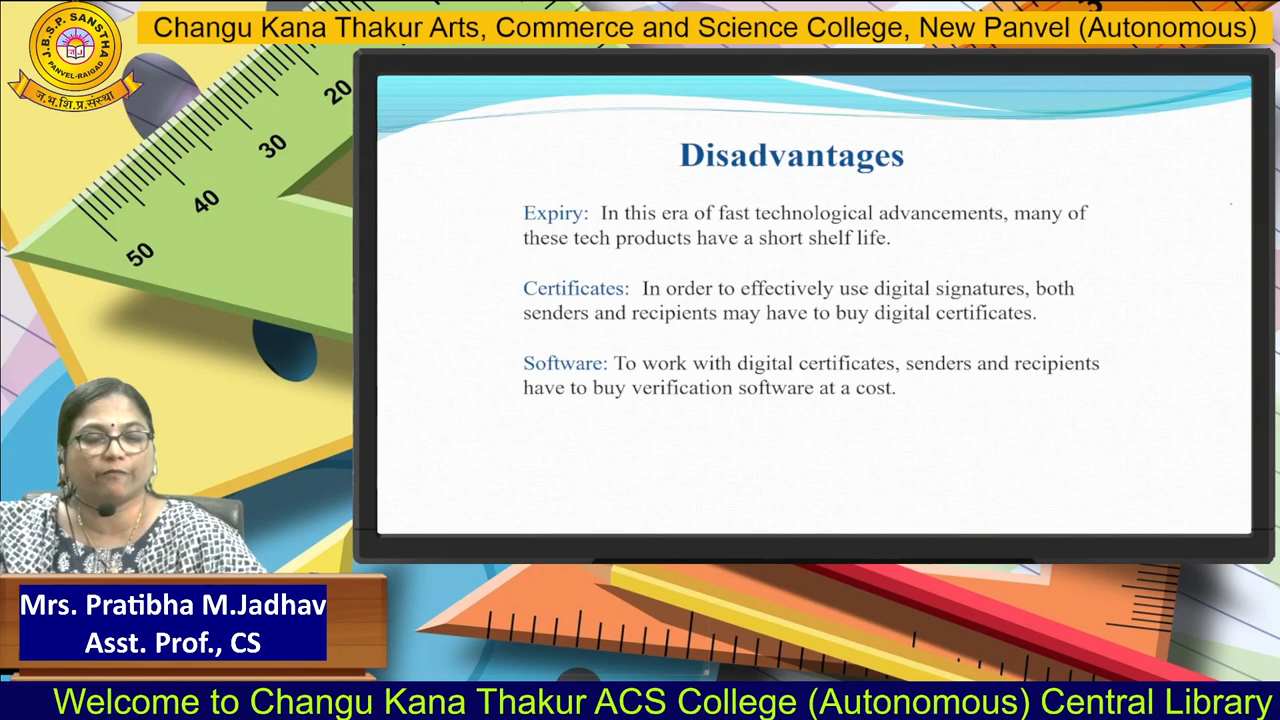 Changu Kana Thakur Arts, Commerce and Science College, New Panvel (Autonomous)
J.B.S.P. SANSTHA
PANVEL-RAIGAD
ज.भ.शि.प्र.संस्था
20
30
40
50
3
Disadvantages
Expiry: In this era of fast technological advancements, many of
these tech products have a short shelf life.
Certificates: In order to effectively use digital signatures, both
senders and recipients may have to buy digital certificates.
Software: To work with digital certificates, senders and recipients
have to buy verification software at a cost.
Mrs. Pratibha M.Jadhav
Asst. Prof., CS
Welcome to Changu Kana Thakur ACS College (Autonomous) Central Library